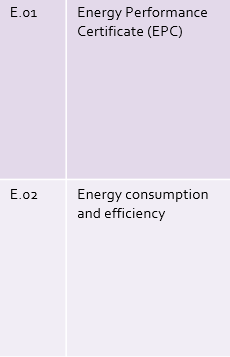 E.01 Energy Performance
Certificate (EPC)
E.02 Energy consumption
and efficiency